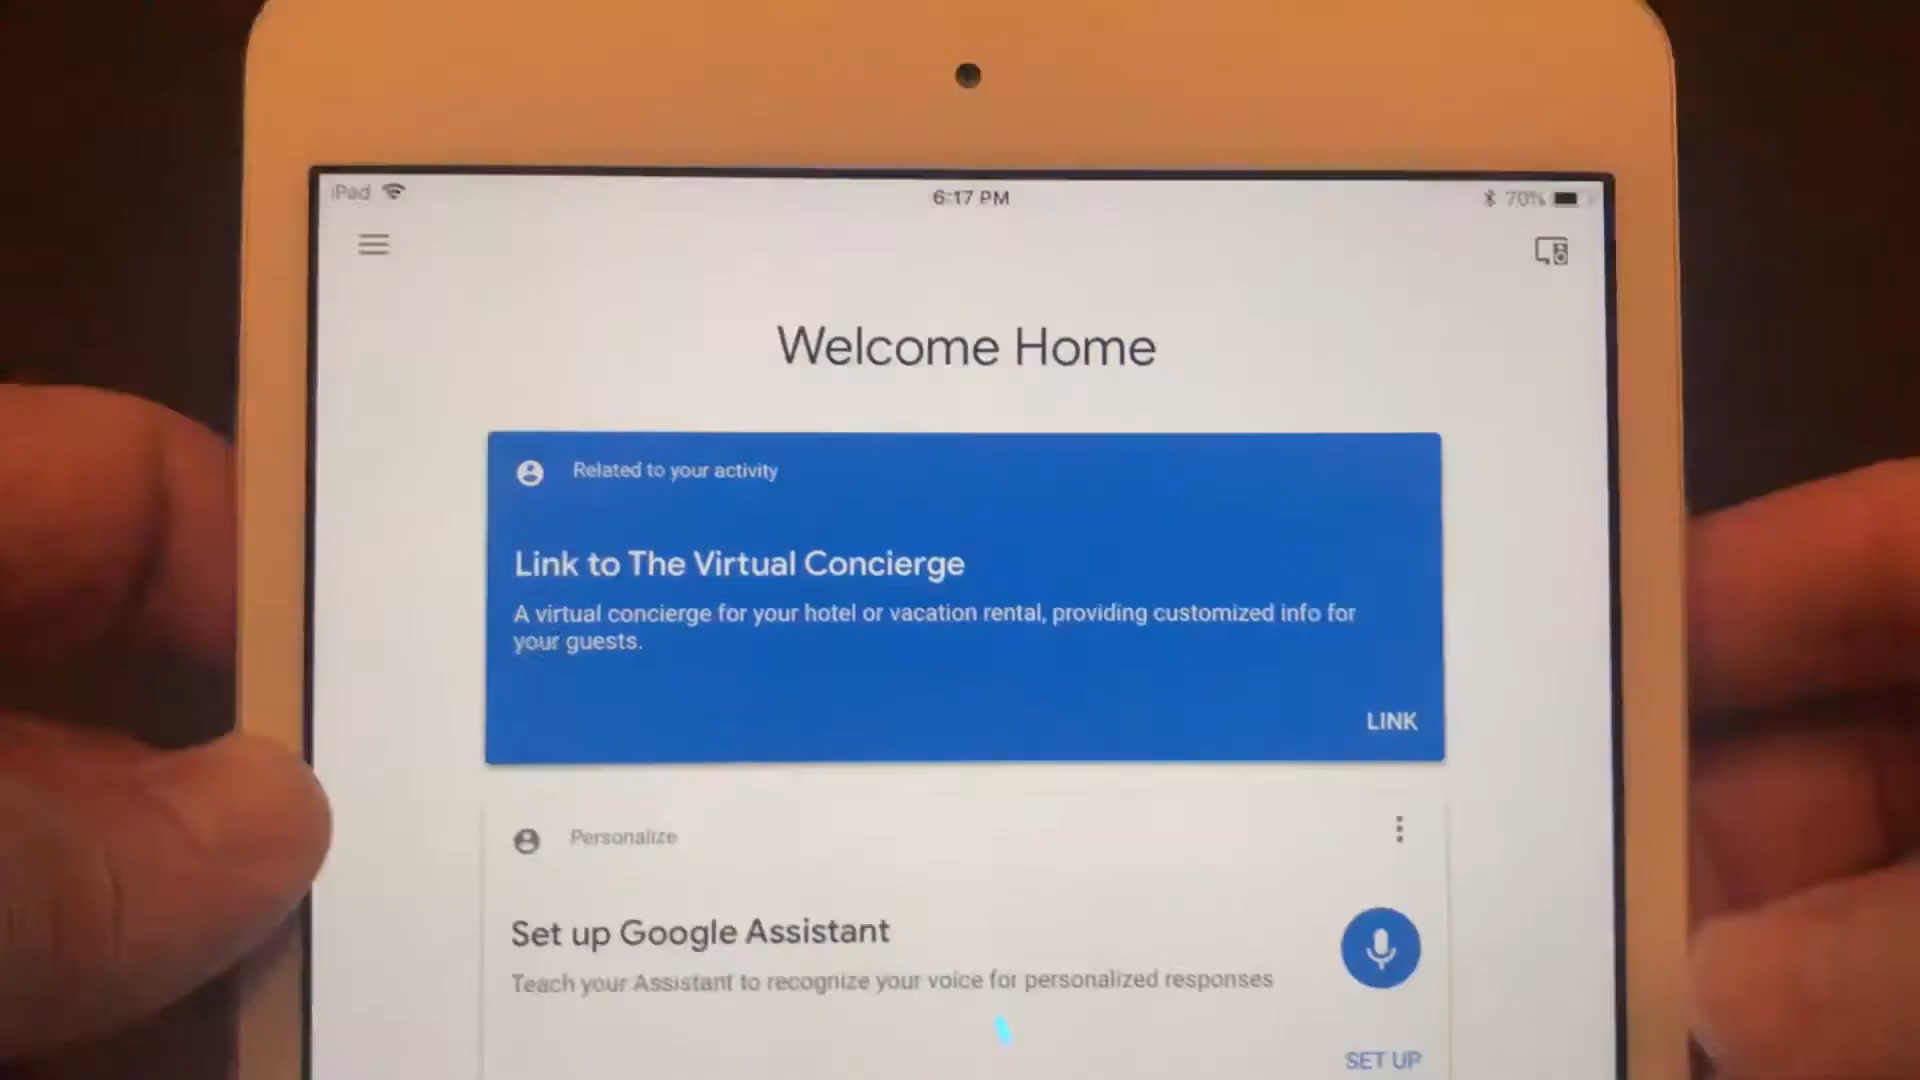 iPad
6:17 PM
70%
Welcome Home
Related to your activity
Link to The Virtual Concierge
A virtual concierge for your hotel or vacation rental, providing customized info for
your guests.
LINK
Personalize
Set up Google Assistant
Teach your Assistant to recognize your voice for personalized responses
SET UP